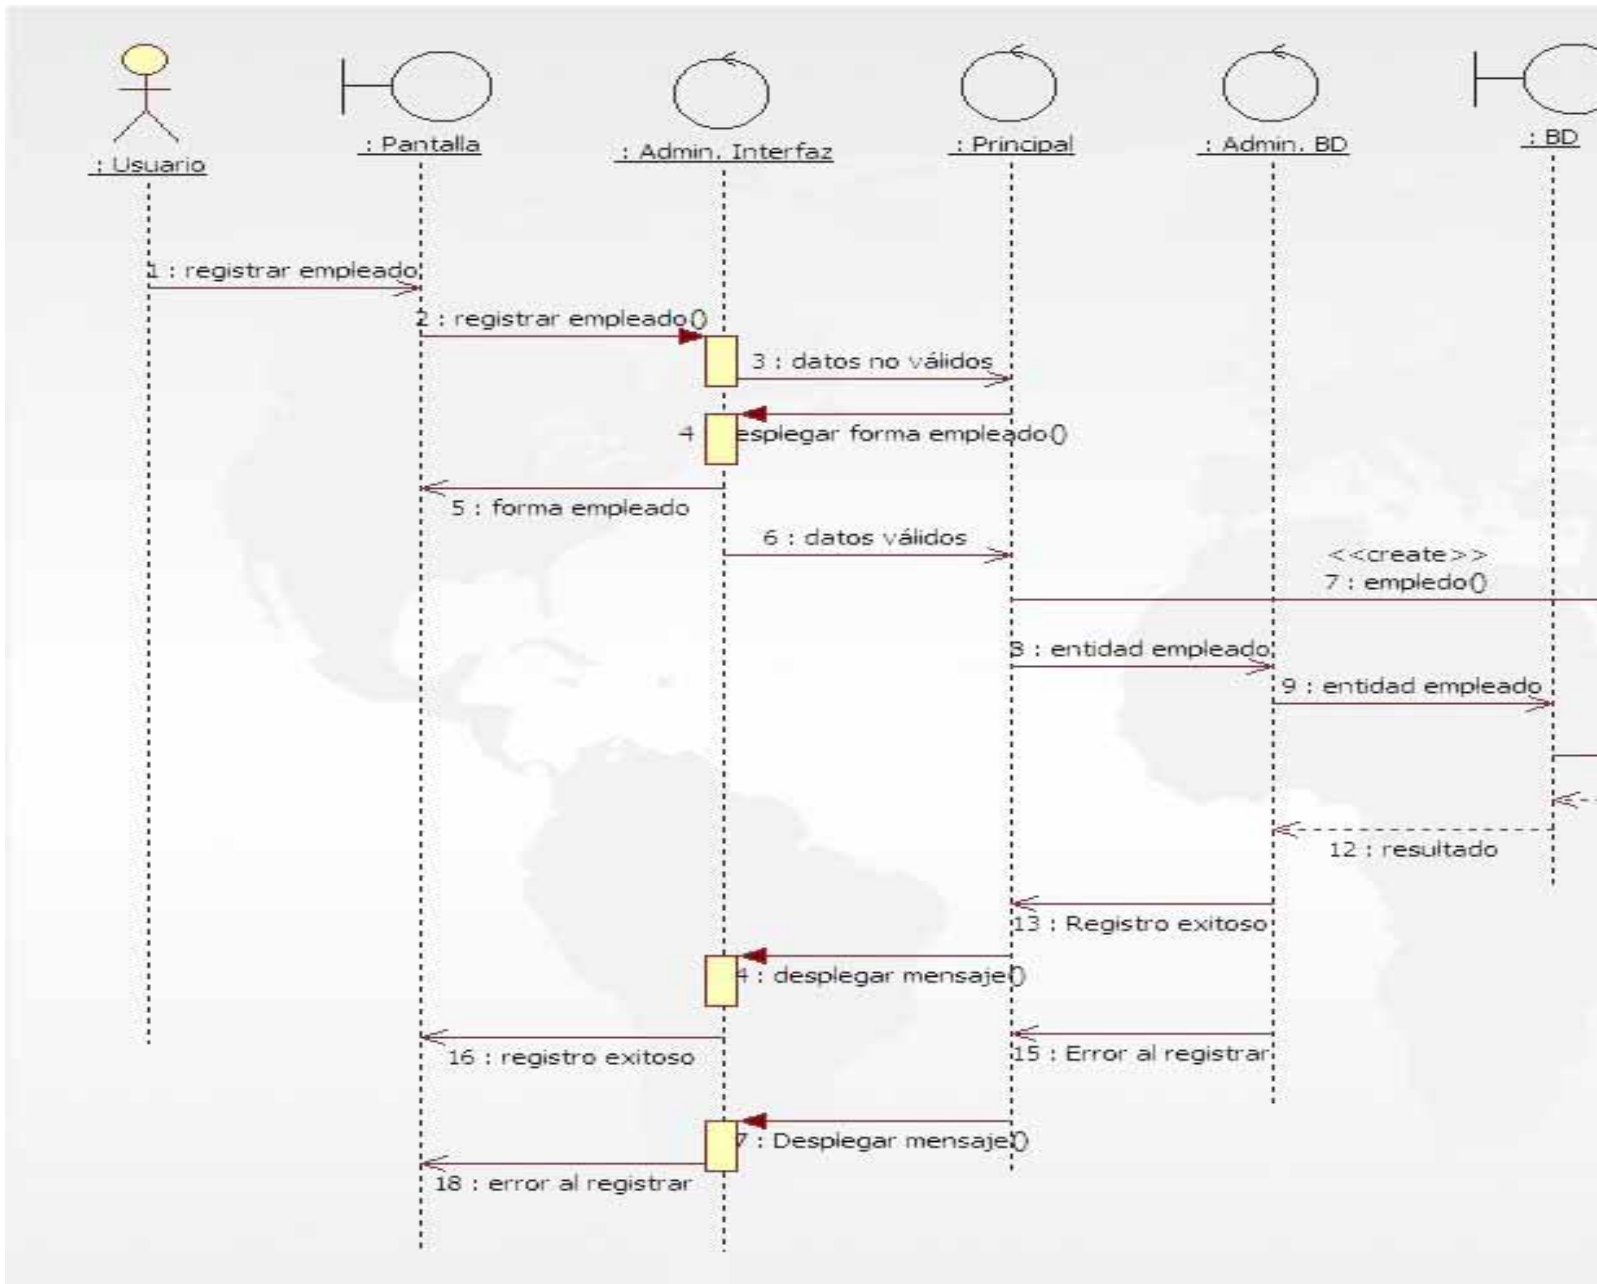 : Usuario
: Pantalla
: Admin. Interfaz
: Principal
: Admin. BD
: BD
1 : registrar empleado
2 : registrar empleado()
3 : datos no válidos
4 esplegar forma empleado()
5 : forma empleado
6 : datos válidos
<<create>>
7 : empledo()
8 : entidad empleado
9 : entidad empleado
12 : resultado
13 : Registro exitoso
4 : desplegar mensaje()
15 : Error al registrar
16 : registro exitoso
7 : Desplegar mensaje()
18 : error al registrar